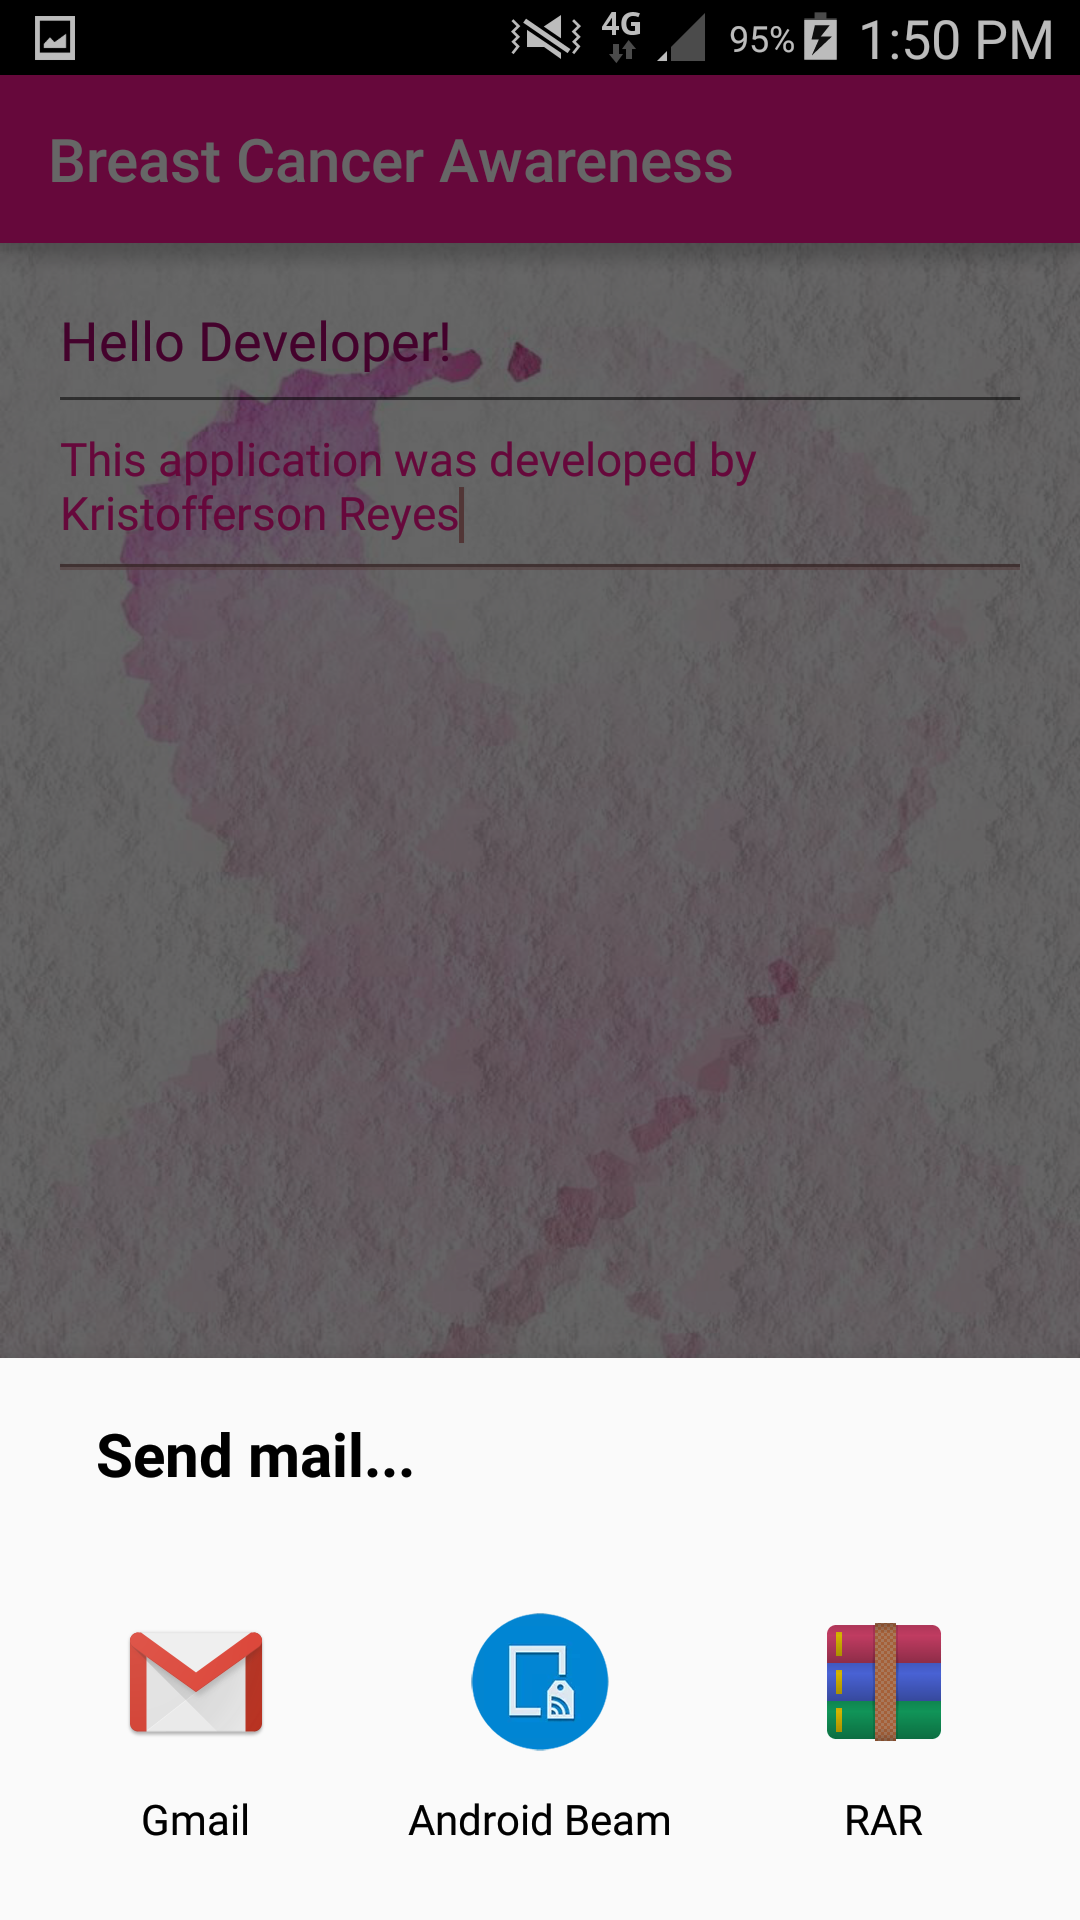 4G 95% 1:50 PM
Breast Cancer Awareness
Hello Developer!
This application was developed by
Kristofferson Reyes
Send mail...
Gmail Android Beam RAR